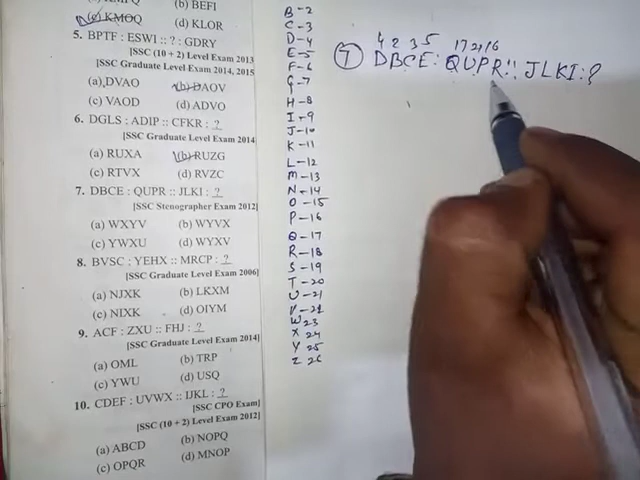 (b) BEFI
(c) KMOQ
(d) KLOR
5. BPTF : ESWI :: ? : GDRY
[SSC (10 + 2) Level Exam 2013
SSC Graduate Level Exam 2014, 2015
(a) DVAO
(b) DAOV
(c) VAOD
(d) ADVO
6. DGLS : ADIP :: CFKR : ?
[SSC Graduate Level Exam 2014
(a) RUXA
(b) RUZG
(c) RTVX
(d) RVZC
7. DBCE : QUPR :: JLKI : ?
[SSC Stenographer Exam 2012]
(a) WXYV
(b) WYVX
(c) YWXU
(d) WYXV
8. BVSC : YEHX :: MRCP : ?
[SSC Graduate Level Exam 2006]
(a) NJXK
(b) LKXM
(c) NIXK
(d) OIYM
9. ACF : ZXU :: FHJ : ?
[SSC Graduate Level Exam 2014]
(a) OML
(b) TRP
(c) YWU
(d) USQ
10. CDEF : UVWX :: IJKL : ?
[SSC CPO Exam]
[SSC (10 + 2) Level Exam 2012]
(a) ABCD
(b) NOPQ
(c) OPQR
(d) MNOP
B-2
C-3
D-4
E-5
F-6
G-7
H-8
I-9
J-10
K-11
L-12
M-13
N-14
O-15
P-16
Q-17
R-18
S-19
T-20
U-21
V-22
W 23
X 24
Y 25
Z 26
4 2 3 5 17 21 16
7 DBCE : QUPR :: JLKI : ?